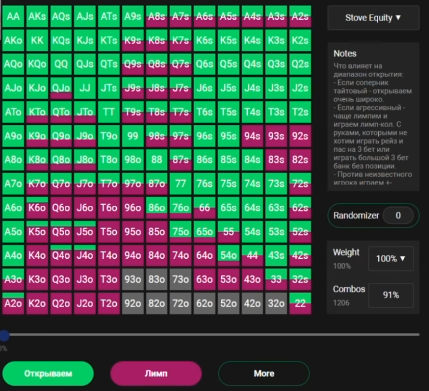 AA AKs AQs AJs ATs A9s A8s A7s A6s A5s A4s A3s A2s
AKo KK KQs KJs KTs K9s K8s K7s K6s K5s K4s K3s K2s
AQo KQo QQ QJs QTs Q9s Q8s Q7s Q6s Q5s Q4s Q3s Q2s
AJo KJo QJo JJ JTs J9s J8s J7s J6s J5s J4s J3s J2s
ATo KTo QTo JTo TT T9s T8s T7s T6s T5s T4s T3s T2s
A9o K9o Q9o J9o T9o 99 98s 97s 96s 95s 94s 93s 92s
A8o K8o Q8o J8o T8o 98o 88 87s 86s 85s 84s 83s 82s
A7o K7o Q7o J7o T7o 97o 87o 77 76s 75s 74s 73s 72s
A6o K6o Q6o J6o T6o 96o 86o 76o 66 65s 64s 63s 62s
A5o K5o Q5o J5o T5o 95o 85o 75o 65o 55 54s 53s 52s
A4o K4o Q4o J4o T4o 94o 84o 74o 64o 54o 44 43s 42s
A3o K3o Q3o J3o T3o 93o 83o 73o 63o 53o 43o 33 32s
A2o K2o Q2o J2o T2o 92o 82o 72o 62o 52o 42o 32o 22
Открываем
Лимп
More
Stove Equity ▼
Notes
Что влияет на
диапазон открытия:
- Если соперник
тайтовый - открываем
очень широко.
- Если агрессивный -
чаще лимпим и
играем лимп-кол. С
руками, которыми не
хотим играть рейз и
пас на 3 бет или
играть большой 3 бет
банк без позиции
- Против неизвестного
игрока играем +-
Randomizer 0
Weight
100%
100% ▼
Combos
1206
91%